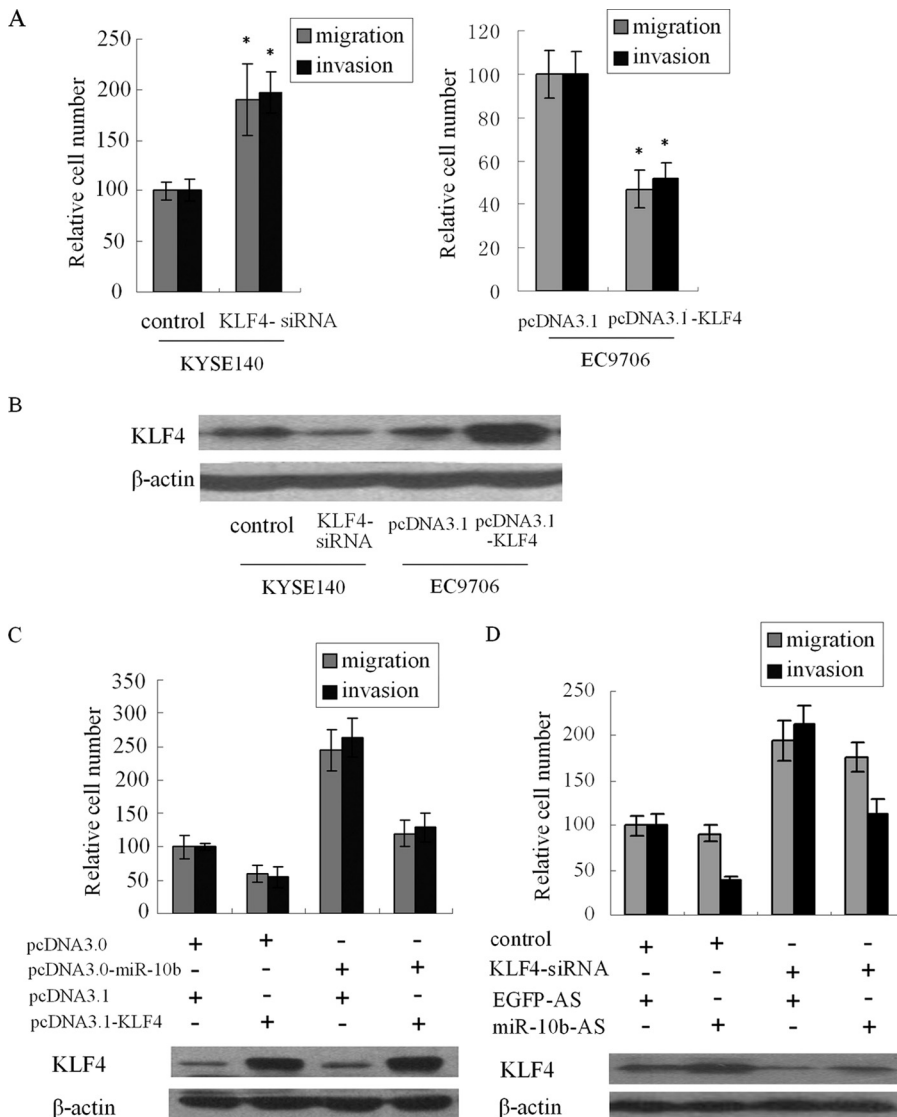 A
Relative cell number
250
200
150
100
50
0
* *
migration
invasion
control KLF4- siRNA
KYSE140
Relative cell number
120
100
80
60
40
20
0
* *
migration
invasion
pcDNA3.1 pcDNA3.1-KLF4
EC9706
B
KLF4
β-actin
control KLF4-siRNA pcDNA3.1 pcDNA3.1-KLF4
KYSE140 EC9706
C
migration
invasion
Relative cell number
350
300
250
200
150
100
50
0
pcDNA3.0 + + - -
pcDNA3.0-miR-10b - - + +
pcDNA3.1 + - + -
pcDNA3.1-KLF4 - + - +
KLF4
β-actin
D
migration
invasion
Relative cell number
250
200
150
100
50
0
control + + - -
KLF4-siRNA - - + +
EGFP-AS + - + -
miR-10b-AS - + - +
KLF4
β-actin